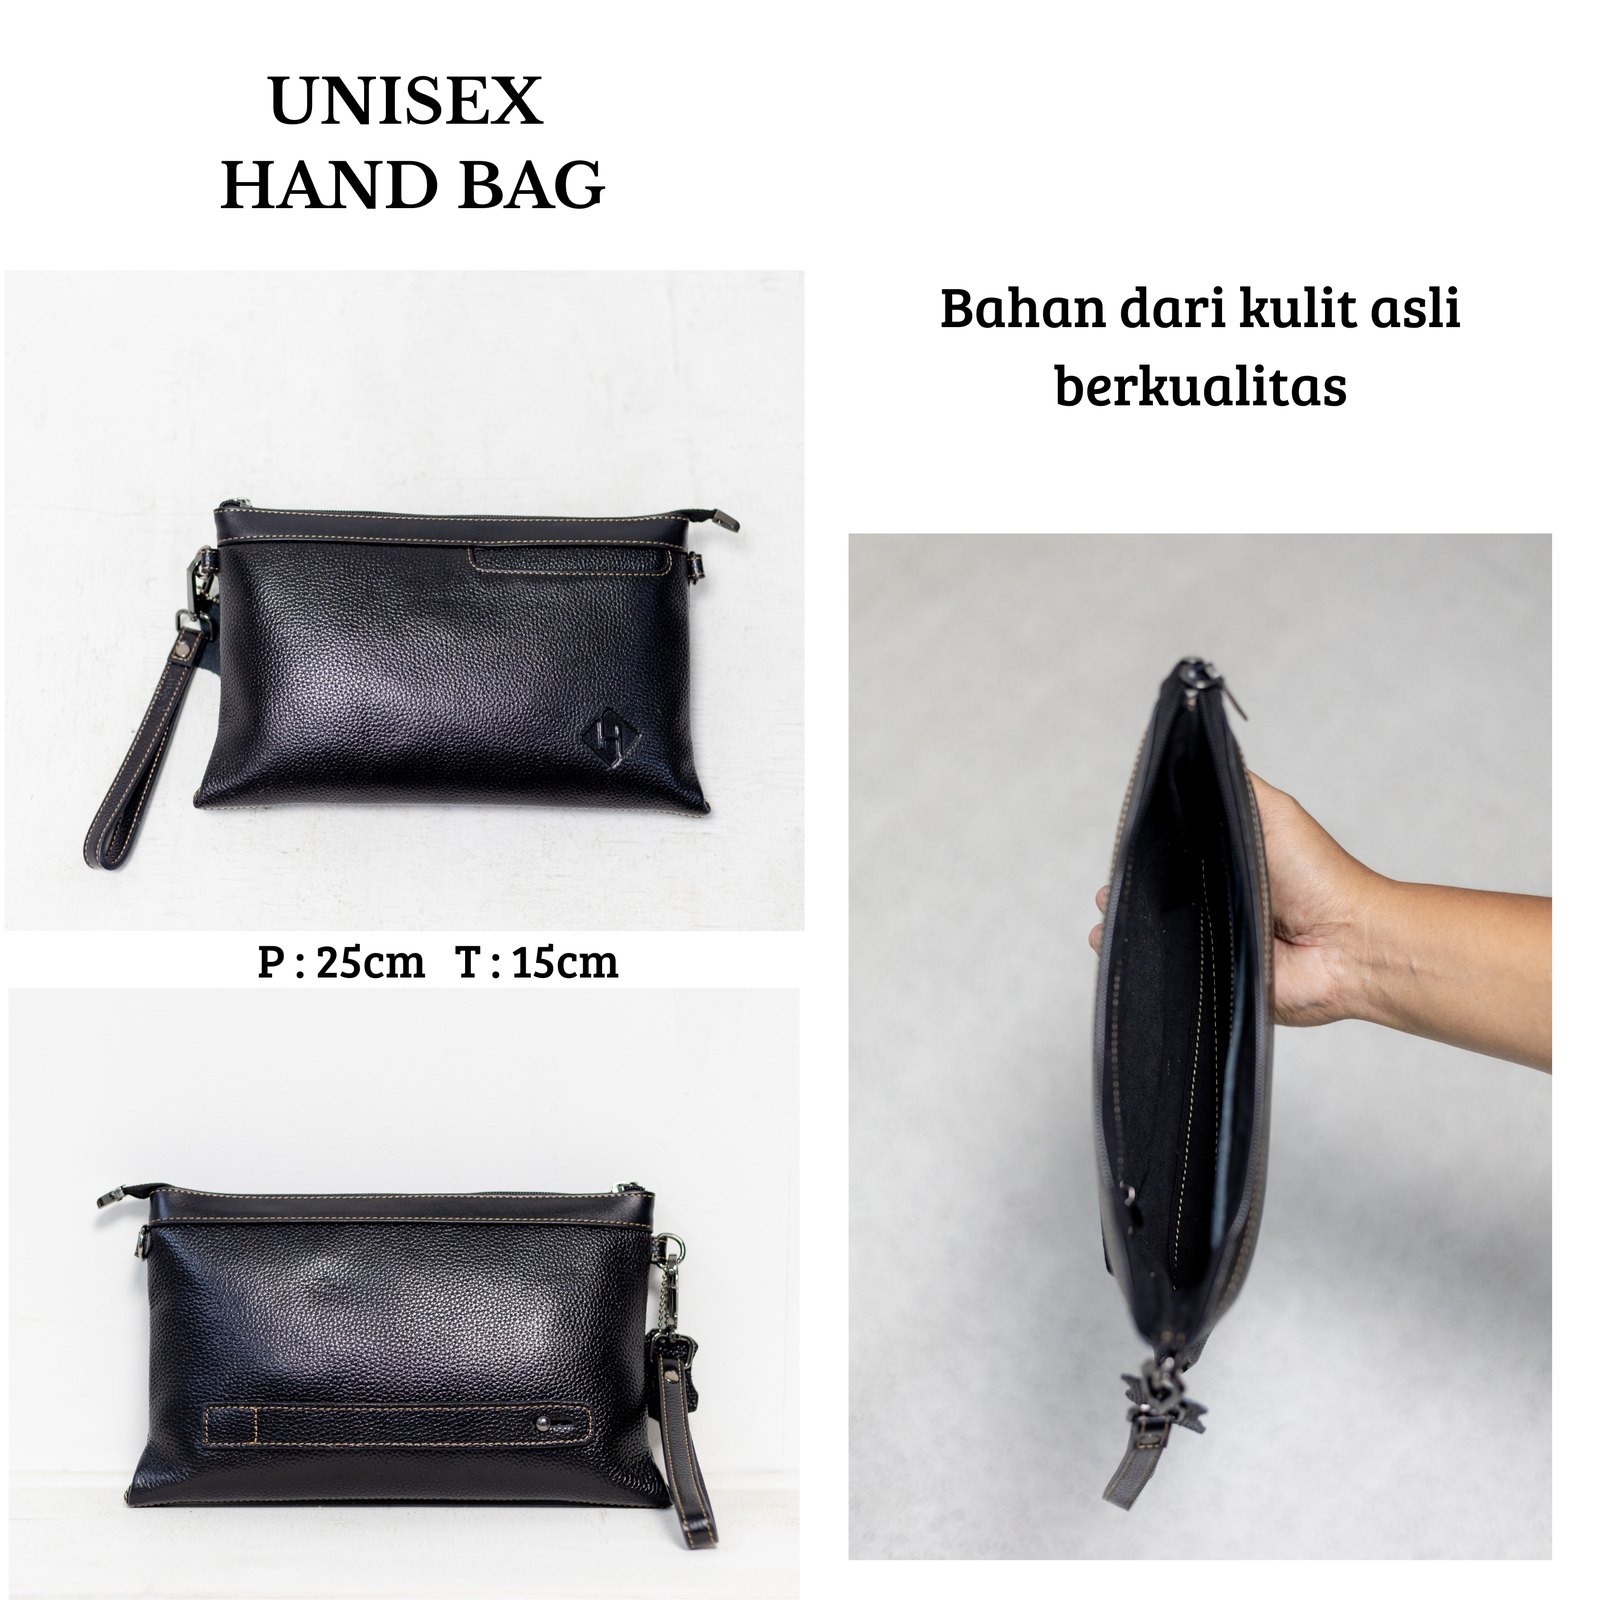 UNISEX
HAND BAG
Bahan dari kulit asli
berkualitas
P : 25cm T : 15cm